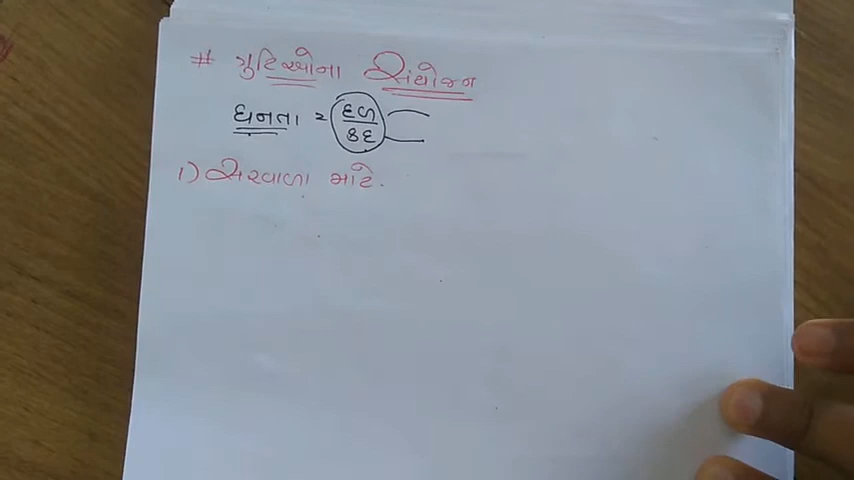 # ત્રુટિઓના સંયોજન
ઘનતા = દળ / કદ
1) સરવાળા માટે.